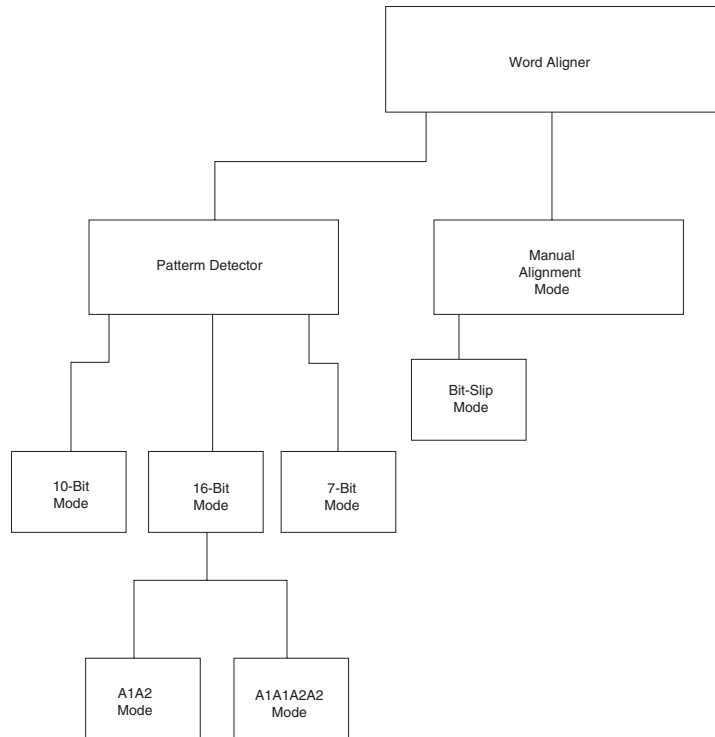 Word Aligner
Patterm Detector
Manual
Alignment
Mode
Bit-Slip
Mode
10-Bit
Mode
16-Bit
Mode
7-Bit
Mode
A1A2
Mode
A1A1A2A2
Mode